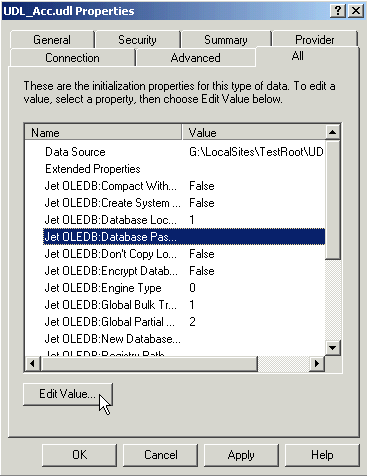 UDL_Acc.udl Properties
General Security Summary Provider
Connection Advanced All
These are the initialization properties for this type of data. To edit a
value, select a property, then choose Edit Value below.
Name Value
Data Source G:\LocalSites\TestRoot\UD
Extended Properties
Jet OLEDB:Compact With... False
Jet OLEDB:Create System ... False
Jet OLEDB:Database Loc... 1
Jet OLEDB:Database Pas...
Jet OLEDB:Don't Copy Lo... False
Jet OLEDB:Encrypt Datab... False
Jet OLEDB:Engine Type 0
Jet OLEDB:Global Bulk Tr... 1
Jet OLEDB:Global Partial ... 2
Jet OLEDB:New Database...
Jet OLEDB:Registry Path
Edit Value...
OK Cancel Apply Help